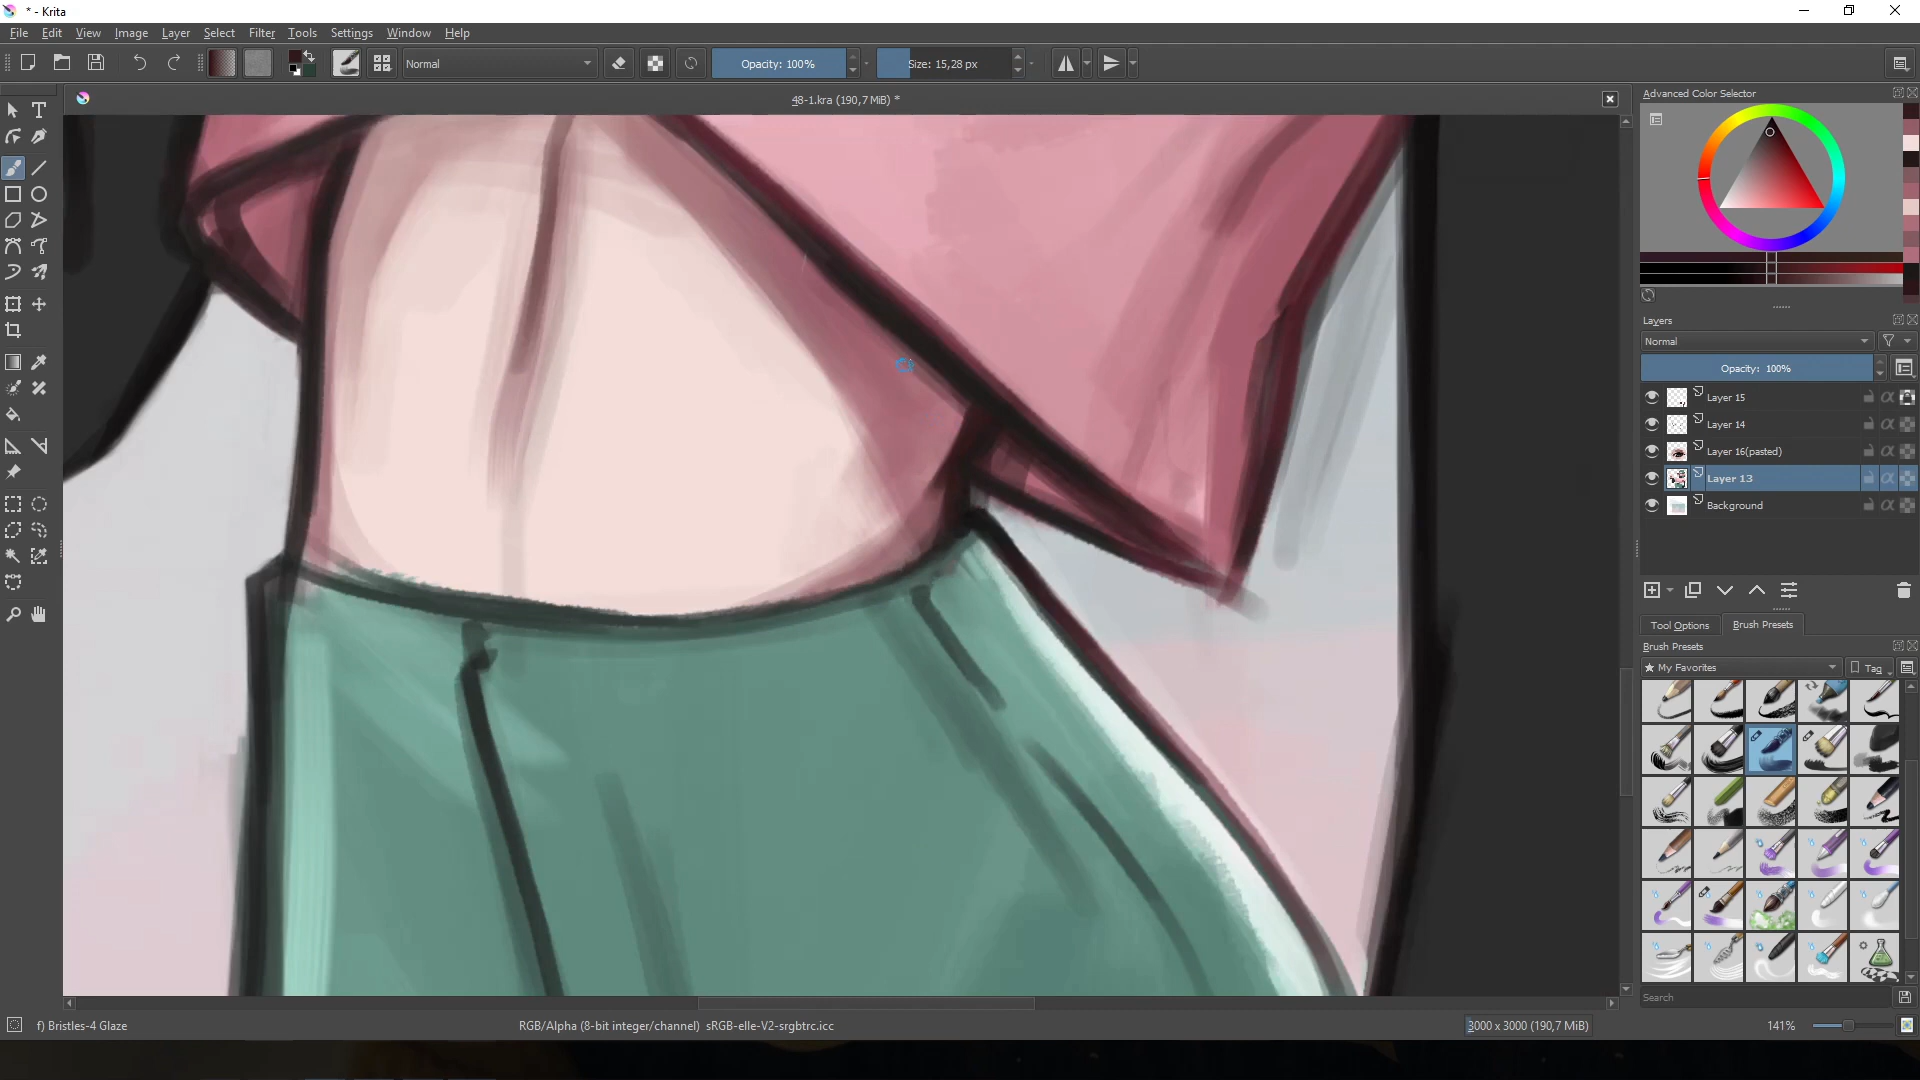 * - Krita
File Edit View Image Layer Select Filter Tools Settings Window Help
Normal
Opacity: 100%
Size: 15,28 px
48-1.kra (190,7 MiB) *
Advanced Color Selector
Layers
Normal
Opacity: 100%
Layer 15
Layer 14
Layer 16(pasted)
Layer 13
Background
Tool Options
Brush Presets
Brush Presets
★ My Favorites
Tag
Search
f) Bristles-4 Glaze
RGB/Alpha (8-bit integer/channel) sRGB-elle-V2-srgbtrc.icc
3000 x 3000 (190,7 MiB)
141%